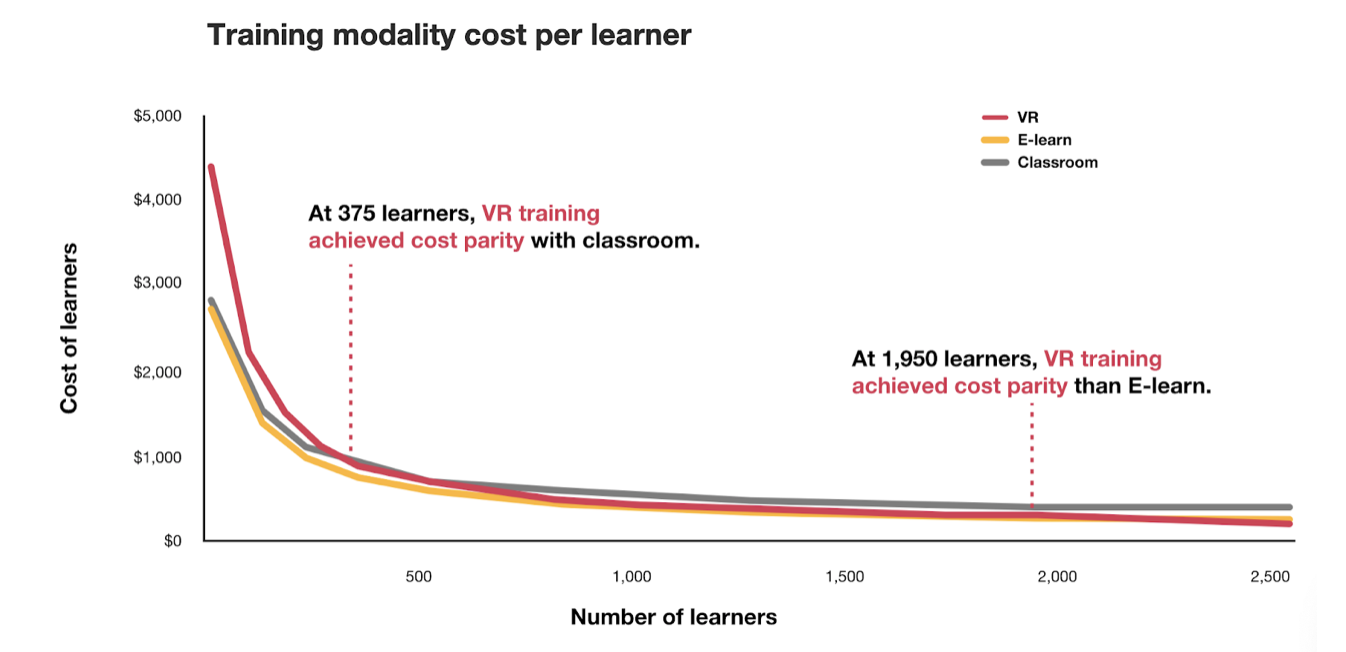 Training modality cost per learner
$5,000
$4,000
$3,000
$2,000
$1,000
$0
Cost of learners
VR
E-learn
Classroom
At 375 learners, VR training
achieved cost parity with classroom.
At 1,950 learners, VR training
achieved cost parity than E-learn.
500
1,000
1,500
2,000
2,500
Number of learners